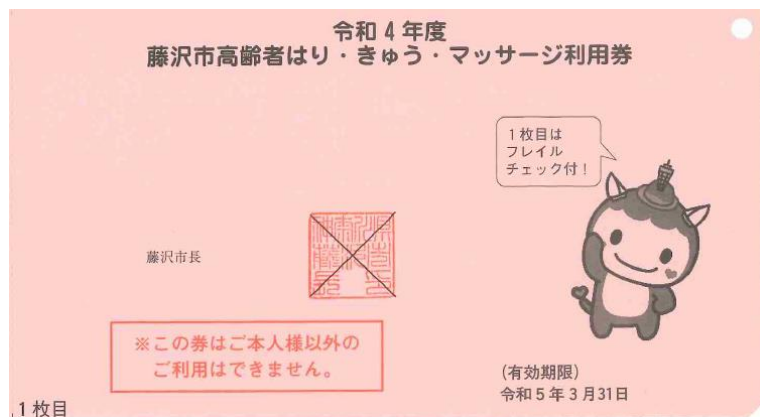 令和4年度
藤沢市高齢者はり・きゅう・マッサージ利用券
1枚目は
フレイル
チェック付！
藤沢市長
※この券はご本人様以外の
ご利用はできません。
(有効期限)
令和5年3月31日
1枚目